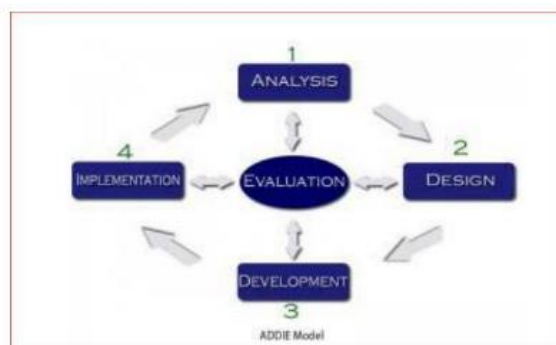 1
ANALYSIS
2
DESIGN
4
IMPLEMENTATION
EVALUATION
DEVELOPMENT
3
ADDIE Model